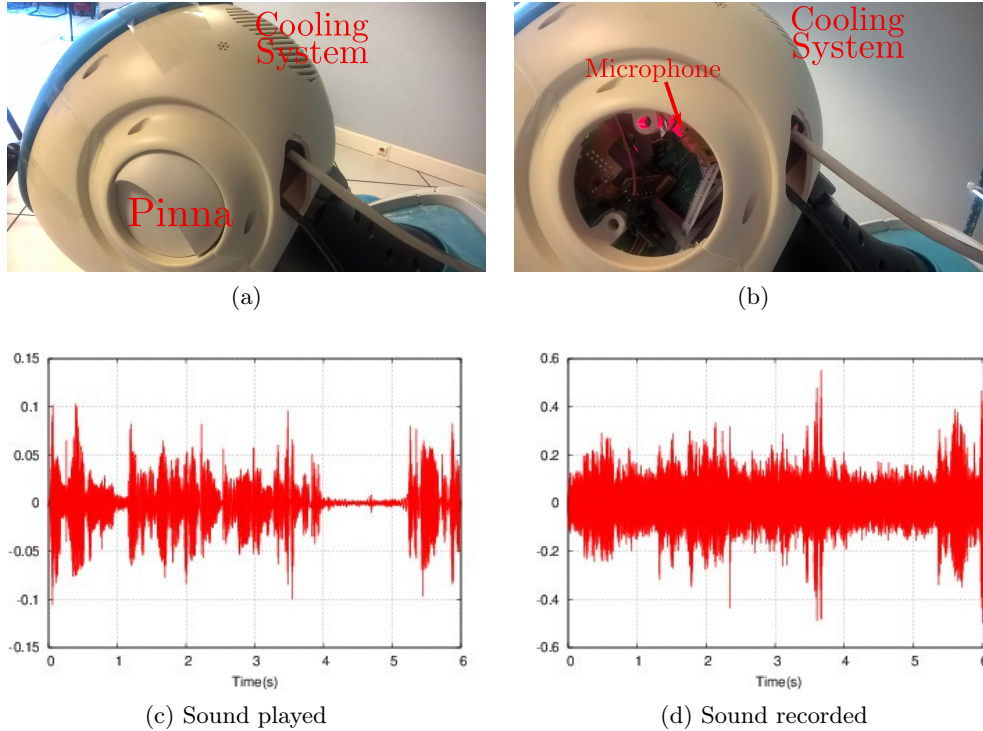 Cooling
System
Pinna
(a)
Cooling
System
Microphone
(b)
0.15
0.1
0.05
0
-0.05
-0.1
-0.15
0 1 2 3 4 5 6
Time(s)
(c) Sound played
0.6
0.4
0.2
0
-0.2
-0.4
-0.6
0 1 2 3 4 5 6
Time(s)
(d) Sound recorded